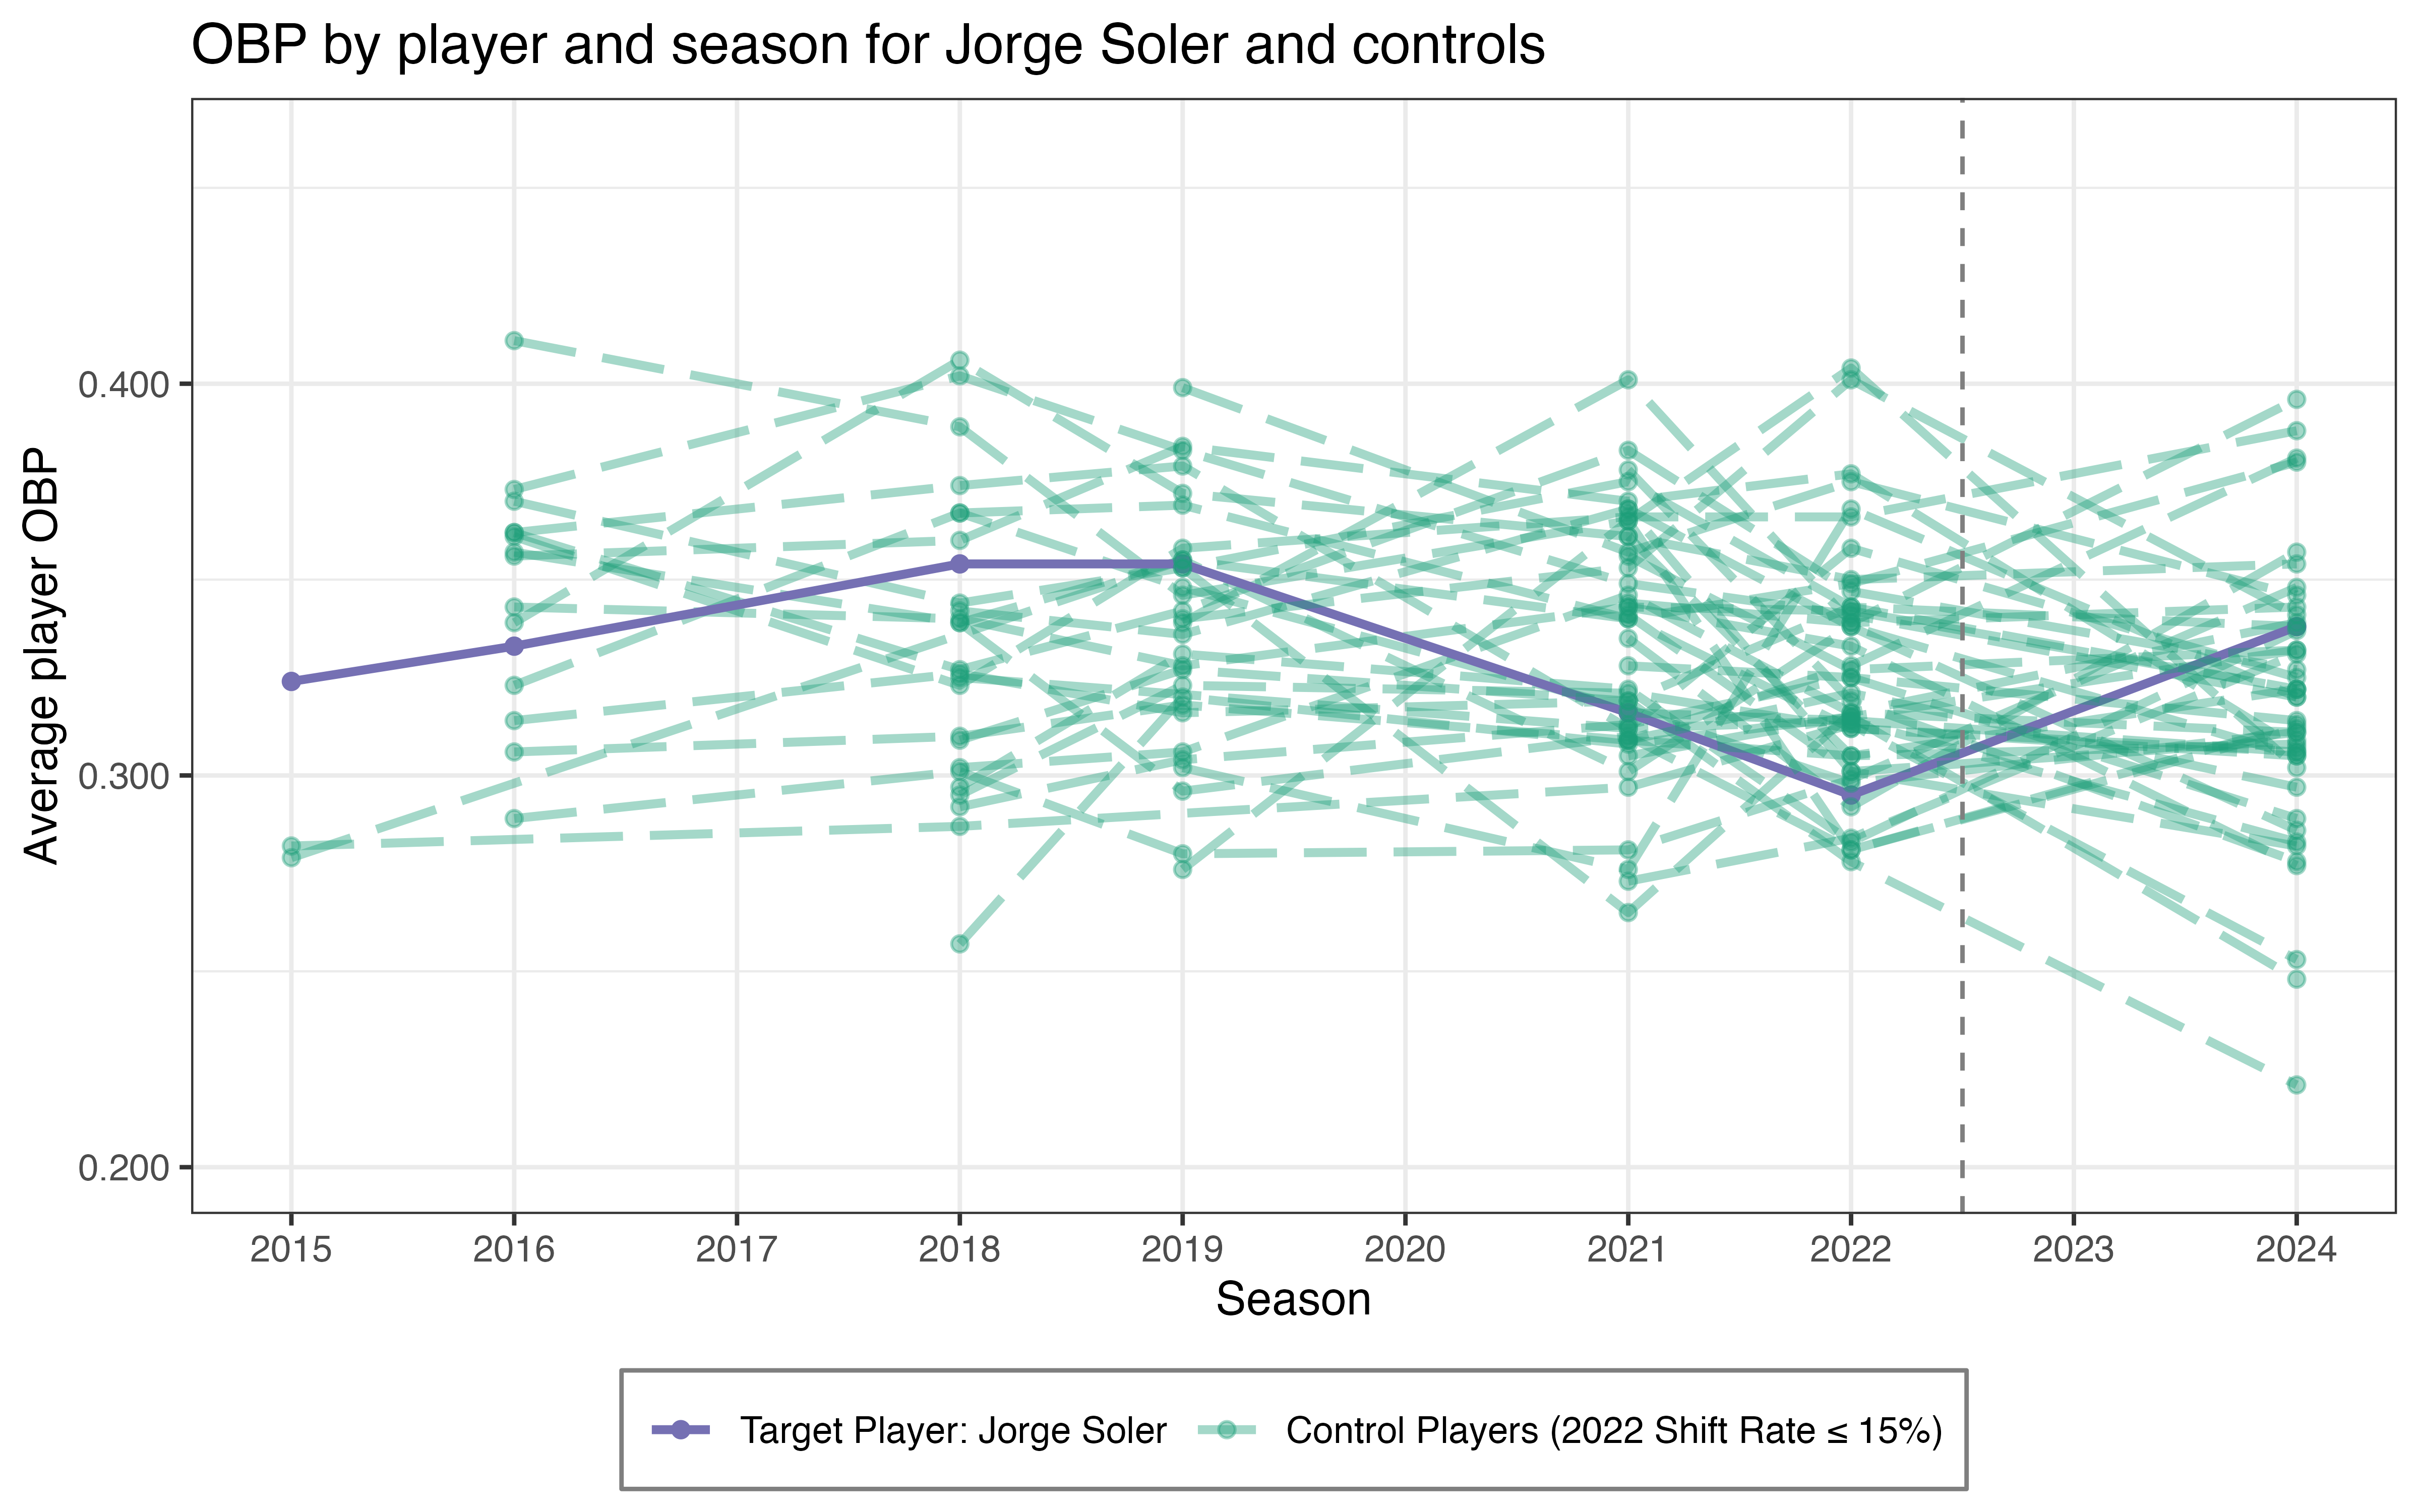 OBP by player and season for Jorge Soler and controls
Average player OBP
0.400
0.300
0.200
2015 2016 2017 2018 2019 2020 2021 2022 2023 2024
Season
Target Player: Jorge Soler Control Players (2022 Shift Rate ≤ 15%)